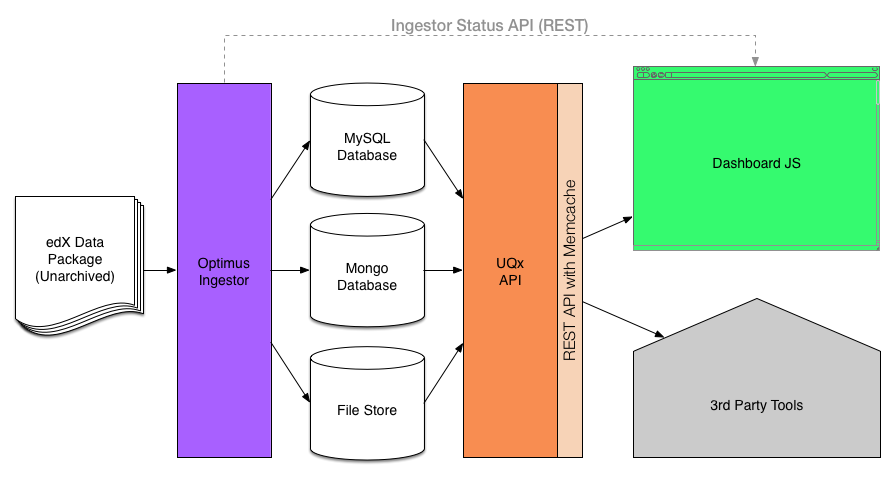 Ingestor Status API (REST)
edX Data
Package
(Unarchived)
Optimus
Ingestor
MySQL
Database
Mongo
Database
File Store
UQx
API
REST API with Memcache
Dashboard JS
3rd Party Tools